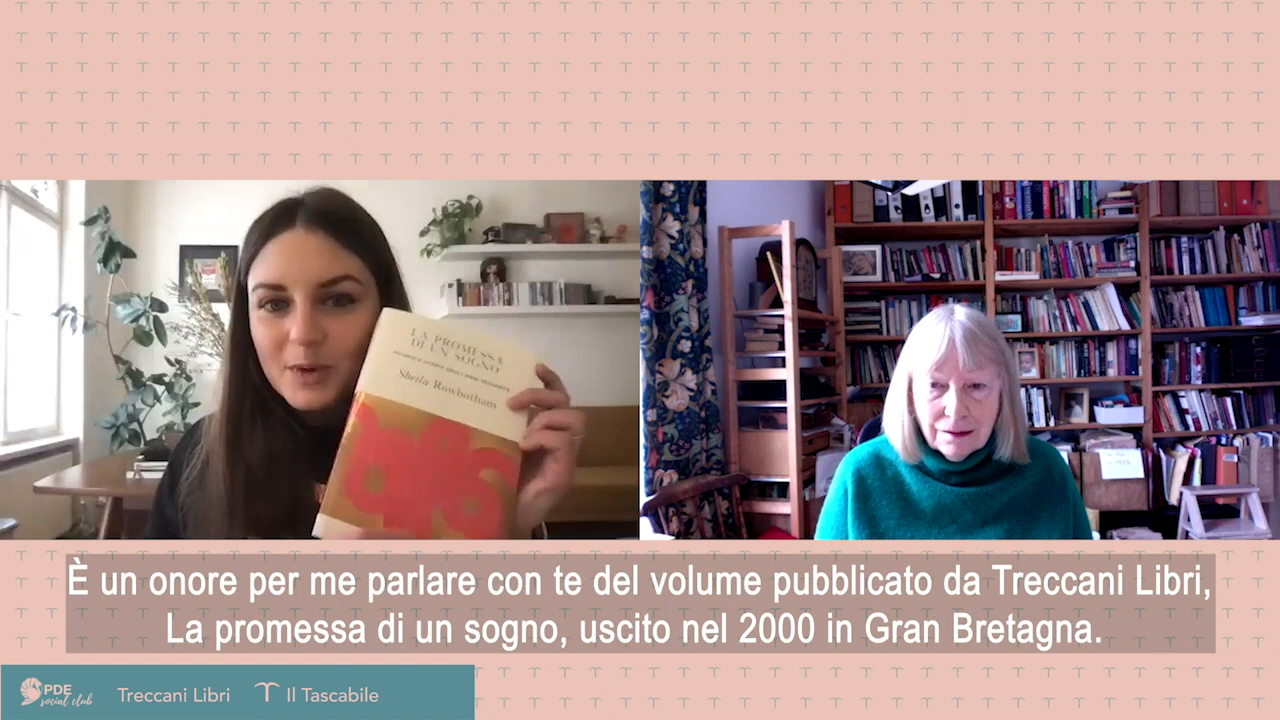 LA PROMESSA
DI UN SOGNO
Sheila Rowbotham
È un onore per me parlare con te del volume pubblicato da Treccani Libri,
La promessa di un sogno, uscito nel 2000 in Gran Bretagna.
PDE
social club
Treccani Libri
Il Tascabile